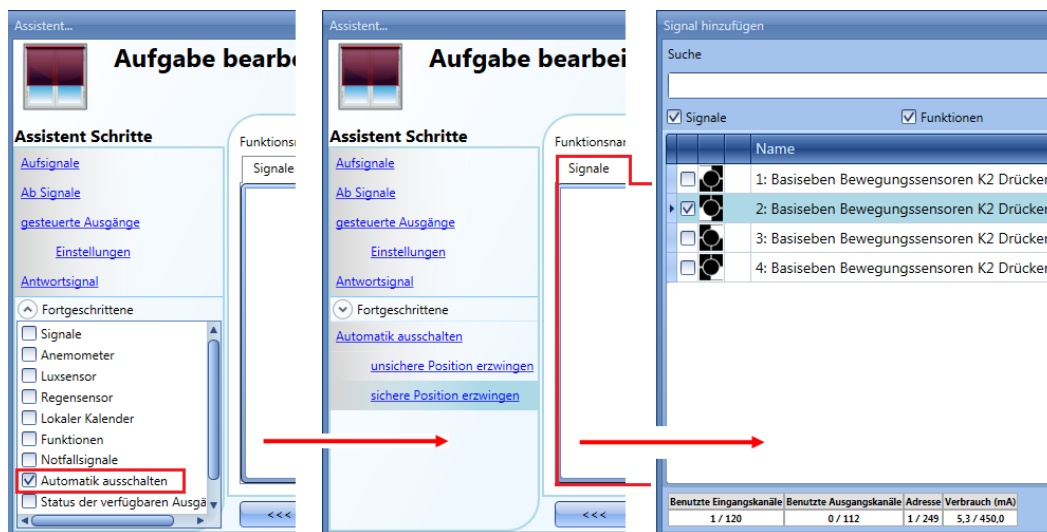 Assistent...
Aufgabe bearbe
Assistent Schritte
Aufsignale
Ab Signale
gesteuerte Ausgänge
Einstellungen
Antwortsignal
Fortgeschrittene
Signale
Anemometer
Luxsensor
Regensensor
Lokaler Kalender
Funktionen
Notfallsignale
Automatik ausschalten
Status der verfügbaren Ausgä
Funktionsn
Signale
<<<
Assistent...
Aufgabe bearbei
Assistent Schritte
Aufsignale
Ab Signale
gesteuerte Ausgänge
Einstellungen
Antwortsignal
Fortgeschrittene
Automatik ausschalten
unsichere Position erzwingen
sichere Position erzwingen
Funktionsnar
Signale
<<<
Signal hinzufügen
Suche
Signale Funktionen
Name
1: Basiseben Bewegungssensoren K2 Drücker
2: Basiseben Bewegungssensoren K2 Drücker
3: Basiseben Bewegungssensoren K2 Drücker
4: Basiseben Bewegungssensoren K2 Drücker
Benutzte Eingangskanäle Benutzte Ausgangskanäle Adresse Verbrauch (mA)
1 / 120 0 / 112 1 / 249 5,3 / 450,0